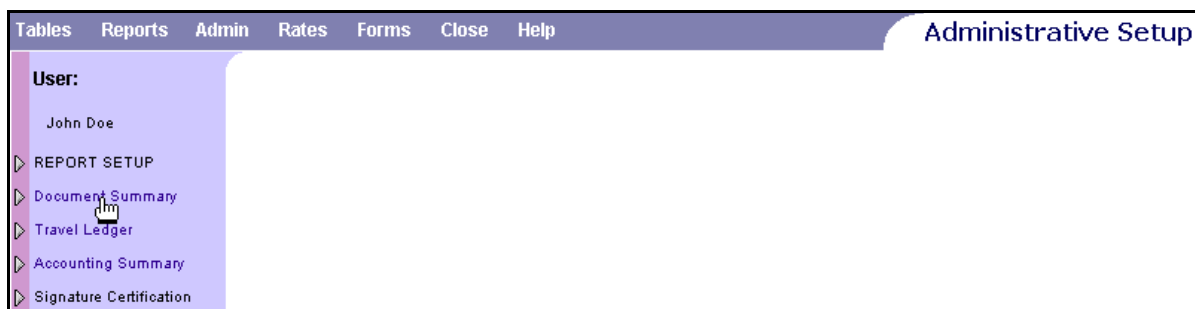 Tables Reports Admin Rates Forms Close Help Administrative Setup
User:
John Doe
REPORT SETUP
Document Summary
Travel Ledger
Accounting Summary
Signature Certification